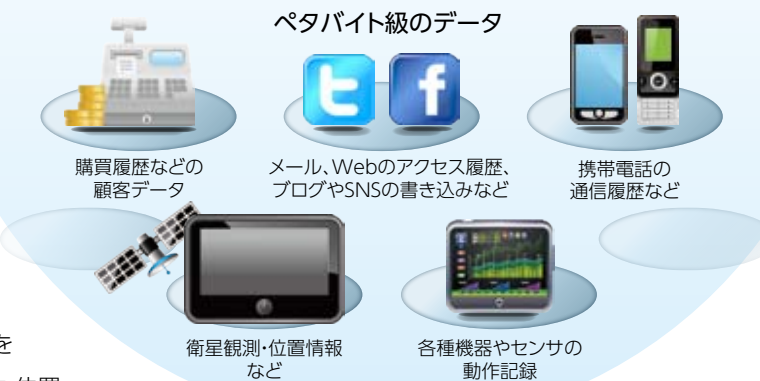 ペタバイト級のデータ
購買履歴などの
顧客データ
メール、Webのアクセス履歴、
ブログやSNSの書き込みなど
携帯電話の
通信履歴など
衛星観測・位置情報
など
各種機器やセンサの
動作記録
を